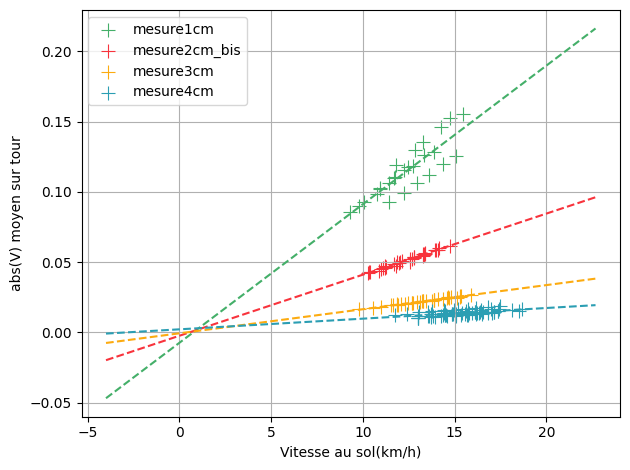 mesure1cm
mesure2cm_bis
mesure3cm
mesure4cm
abs(V) moyen sur tour
0.20
0.15
0.10
0.05
0.00
−0.05
−5 0 5 10 15 20
Vitesse au sol(km/h)